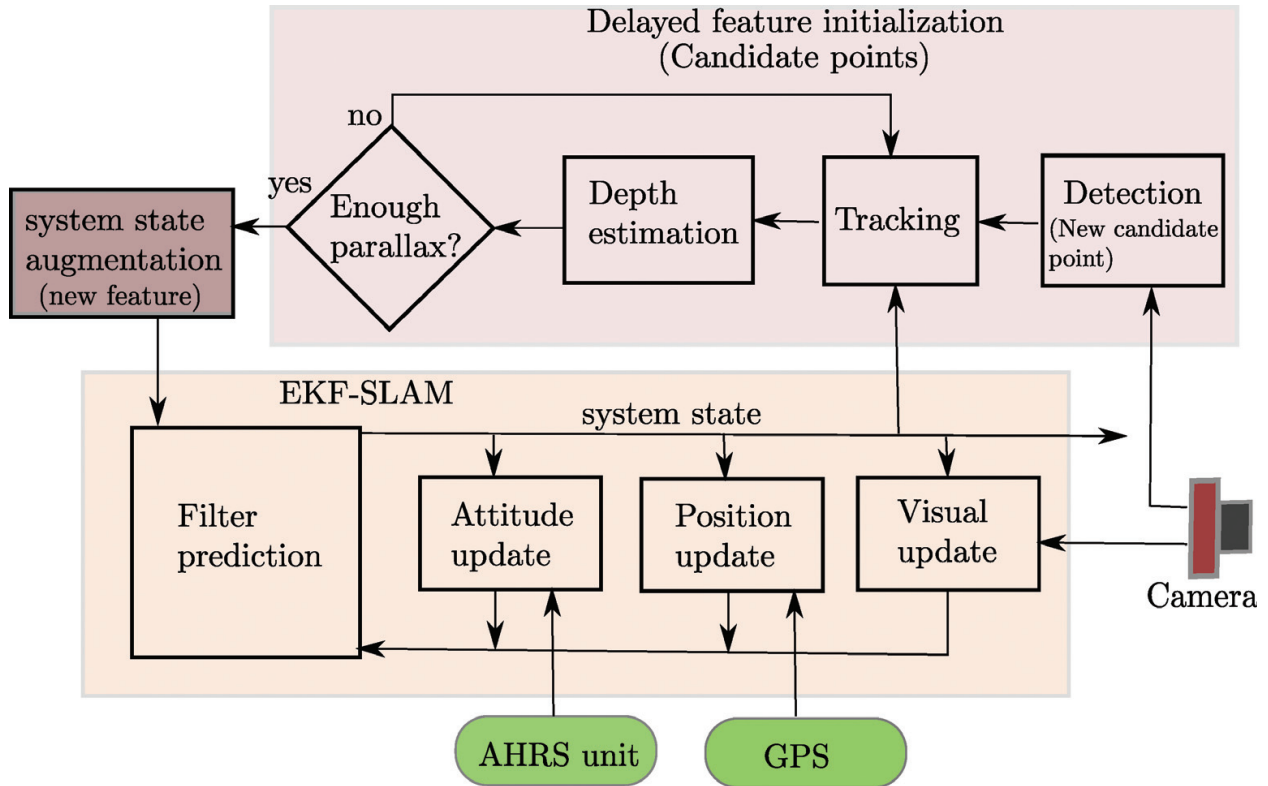 Delayed feature initialization
(Candidate points)
no
yes
Enough
parallax?
Depth
estimation
Tracking
Detection
(New candidate
point)
system state
augmentation
(new feature)
EKF-SLAM
system state
Filter
prediction
Attitude
update
Position
update
Visual
update
Camera
AHRS unit
GPS